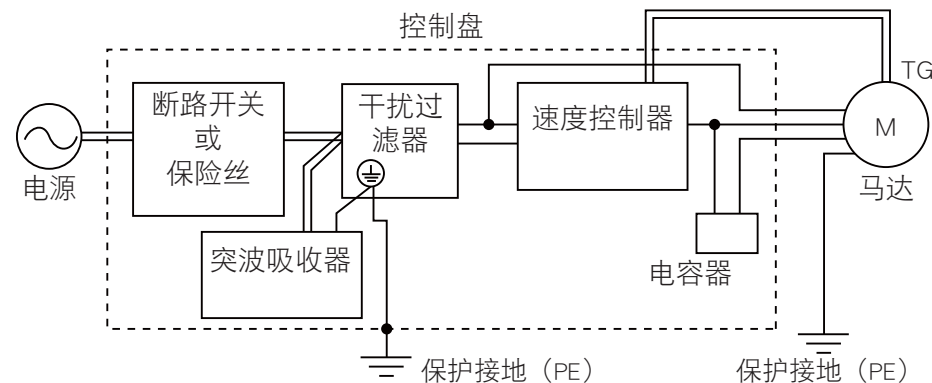 控制盘
TG
断路开关
或
保险丝
干扰过
滤器
速度控制器
M
电源
马达
突波吸收器
电容器
保护接地（PE）
保护接地（PE）